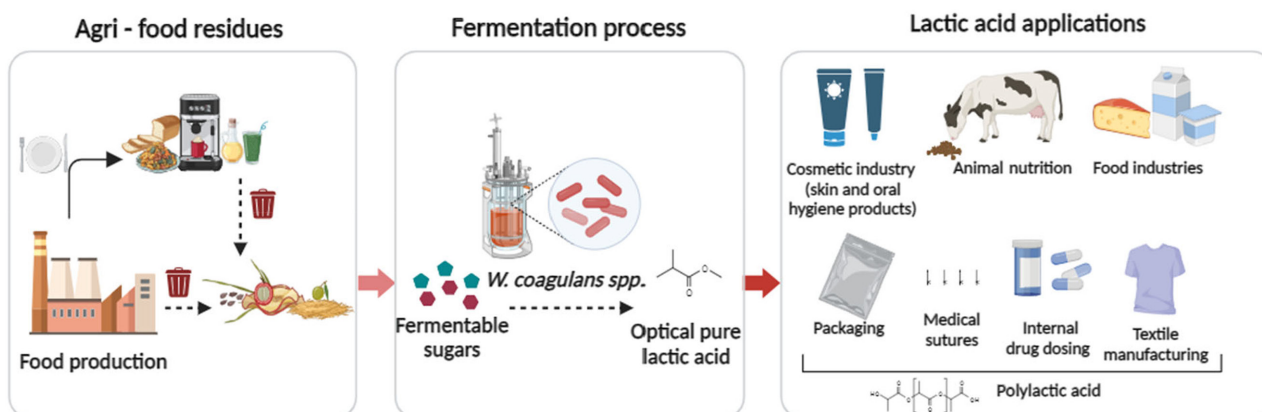 Agri - food residues
Food production
Fermentation process
W. coagulans spp.
Fermentable
sugars
Optical pure
lactic acid
Lactic acid applications
Cosmetic industry
(skin and oral
hygiene products)
Animal nutrition
Food industries
Packaging
Medical
sutures
Internal
drug dosing
Textile
manufacturing
Polylactic acid